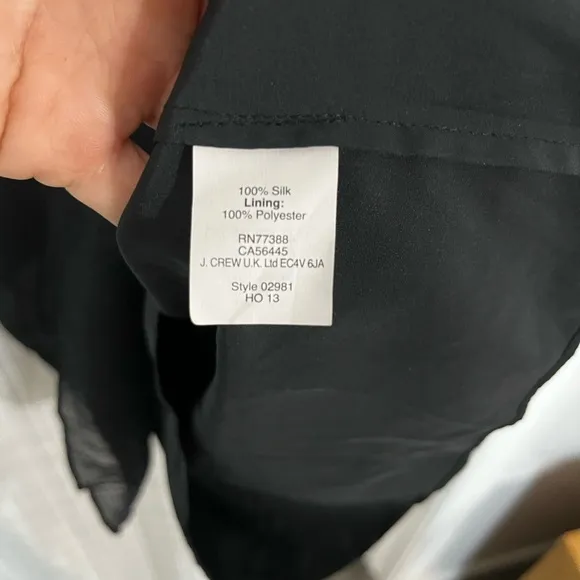 100% Silk
Lining:
100% Polyester
RN77388
CA56445
J. CREW U.K. Ltd EC4V 6JA
Style 02981
HO 13